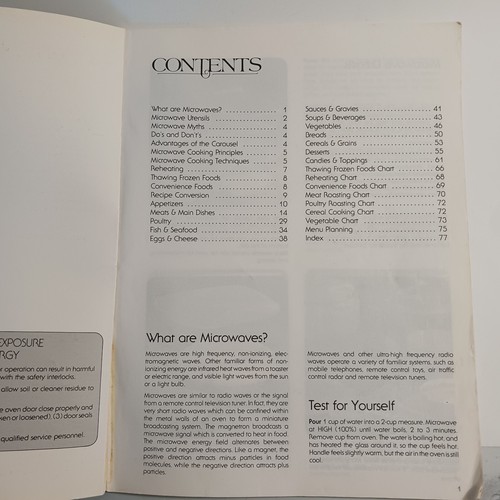 EXPOSURE
RGY
r operation can result in harmful
with the safety interlocks.
allow soil or cleaner residue to
e oven door close properly and
ken or loosened), (3) door seals
qualified service personnel.
CONTENTS
What are Microwaves? 1
Microwave Utensils 2
Microwave Myths 4
Do's and Don't's 4
Advantages of the Carousel 4
Microwave Cooking Principles 5
Microwave Cooking Techniques 5
Reheating 7
Thawing Frozen Foods 8
Convenience Foods 8
Recipe Conversion 9
Appetizers 10
Meats & Main Dishes 14
Poultry 29
Fish & Seafood 34
Eggs & Cheese 38
Sauces & Gravies 41
Soups & Beverages 43
Vegetables 46
Breads 50
Cereals & Grains 53
Desserts 55
Candies & Toppings 61
Thawing Frozen Foods Chart 66
Reheating Chart 68
Convenience Foods Chart 69
Meat Roasting Chart 70
Poultry Roasting Chart 72
Cereal Cooking Chart 72
Vegetable Chart 73
Menu Planning 75
Index 77
What are Microwaves?
Microwaves are high frequency, non-ionizing, elec-
tromagnetic waves. Other familiar forms of non-
ionizing energy are infrared heat waves from a toaster
or electric range, and visible light waves from the sun
or a light bulb.
Microwaves are similar to radio waves or the signal
from a remote control television tuner. In fact, they are
very short radio waves which can be confined within
the metal walls of an oven to form a miniature
broadcasting system. The magnetron broadcasts a
microwave signal which is converted to heat in food.
The microwave energy field alternates between
positive and negative directions. Like a magnet, the
positive direction attracts minus particles in food
molecules, while the negative direction attracts plus
particles.
Microwaves and other ultra-high frequency radio
waves operate a variety of familiar systems, such as
mobile telephones, remote control toys, air traffic
control radar and remote television tuners.
Test for Yourself
Pour 1 cup of water into a 2-cup measure. Microwave
at HIGH (100%) until water boils, 2 to 3 minutes.
Remove cup from oven. The water is boiling hot, and
has heated the glass around it, so the cup feels hot.
Handle feels slightly warm, but the air in the oven is still
cool.